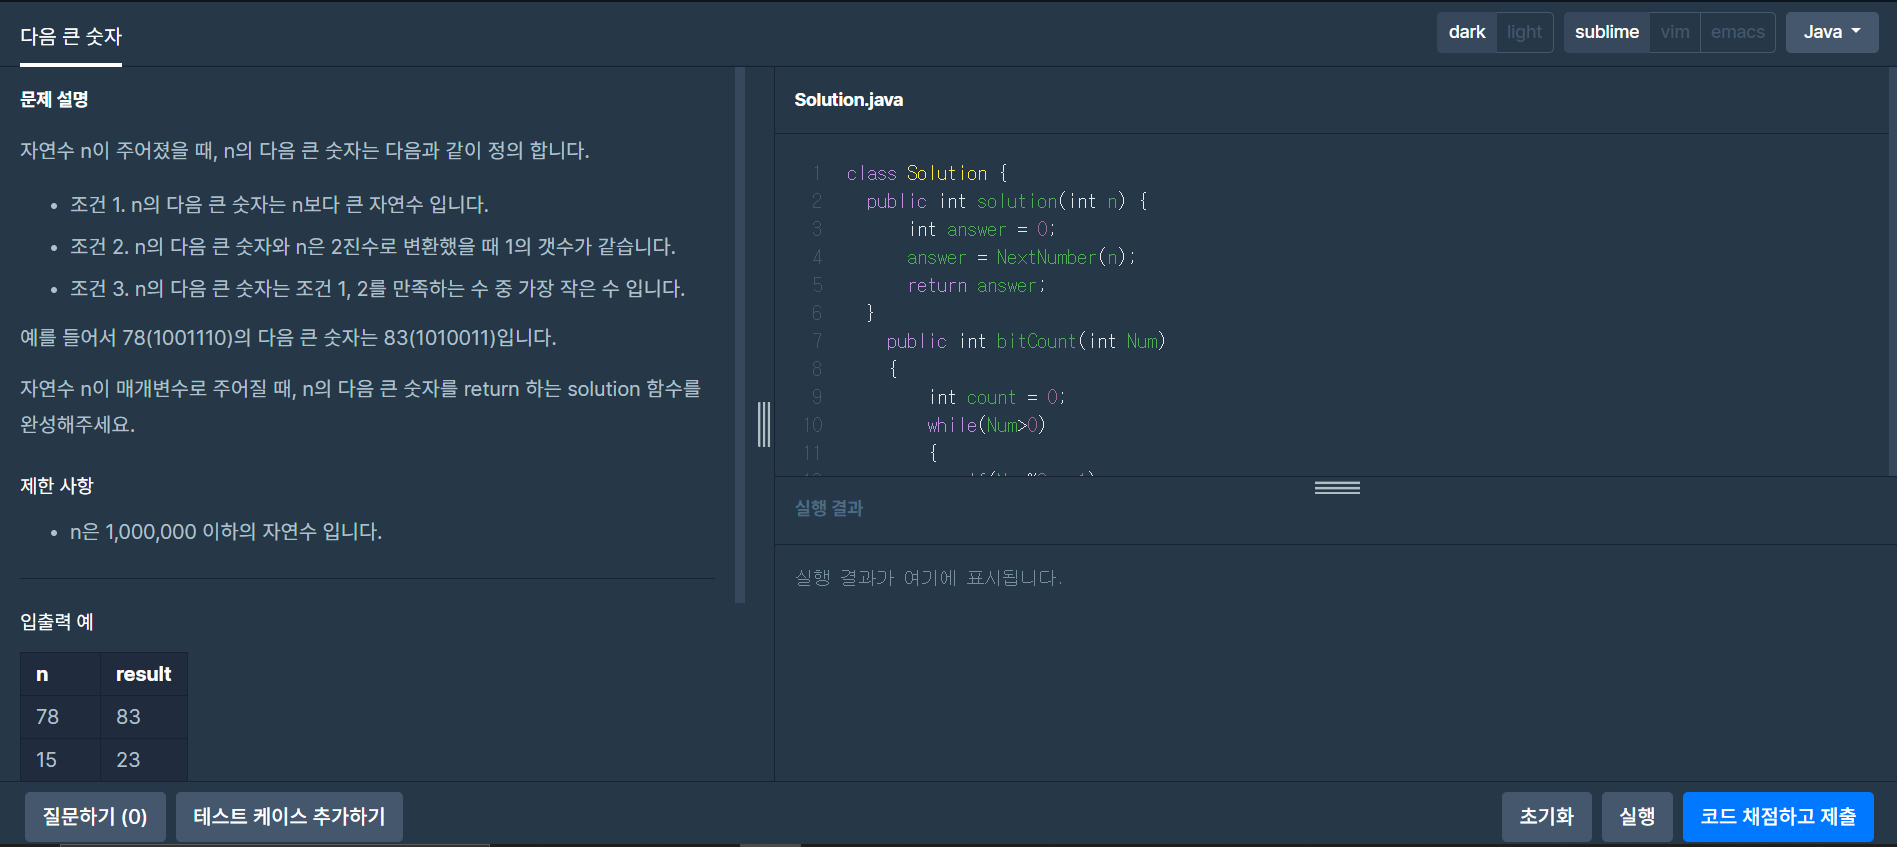 다음 큰 숫자
dark light sublime vim emacs Java
문제 설명
자연수 n이 주어졌을 때, n의 다음 큰 숫자는 다음과 같이 정의 합니다.
• 조건 1. n의 다음 큰 숫자는 n보다 큰 자연수 입니다.
• 조건 2. n의 다음 큰 숫자와 n은 2진수로 변환했을 때 1의 갯수가 같습니다.
• 조건 3. n의 다음 큰 숫자는 조건 1, 2를 만족하는 수 중 가장 작은 수 입니다.
예를 들어서 78(1001110)의 다음 큰 숫자는 83(1010011)입니다.
자연수 n이 매개변수로 주어질 때, n의 다음 큰 숫자를 return 하는 solution 함수를
완성해주세요.
제한 사항
• n은 1,000,000 이하의 자연수 입니다.
입출력 예
n result
78 83
15 23
Solution.java
1 class Solution {
2 public int solution(int n) {
3 int answer = 0;
4 answer = NextNumber(n);
5 return answer;
6 }
7 public int bitCount(int Num)
8 {
9 int count = 0;
10 while(Num>0)
11 {
실행 결과
실행 결과가 여기에 표시됩니다.
질문하기 (0) 테스트 케이스 추가하기
초기화 실행 코드 채점하고 제출